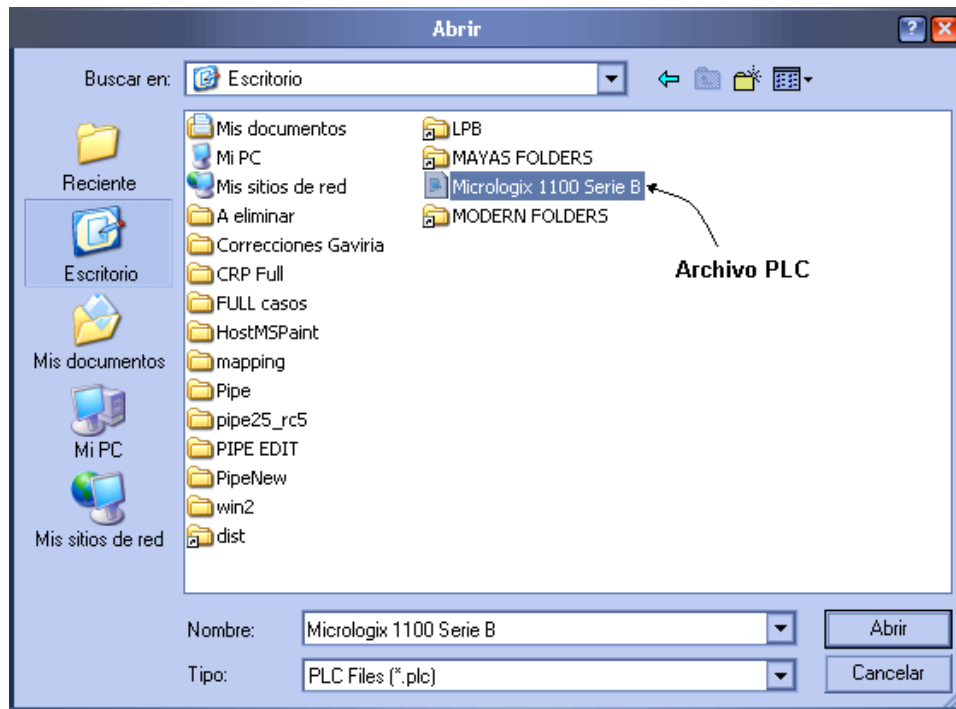 Abrir
Buscar en: Escritorio
Reciente
Escritorio
Mis documentos
Mi PC
Mis sitios de red
Mis documentos
Mi PC
Mis sitios de red
A eliminar
Correcciones Gaviria
CRP Full
FULL casos
HostMSPaint
mapping
Pipe
pipe25_rc5
PIPE EDIT
PipeNew
win2
dist
LPB
MAYAS FOLDERS
Micrologix 1100 Serie B
MODERN FOLDERS
Archivo PLC
Nombre: Micrologix 1100 Serie B Abrir
Tipo: PLC Files (*.plc) Cancelar